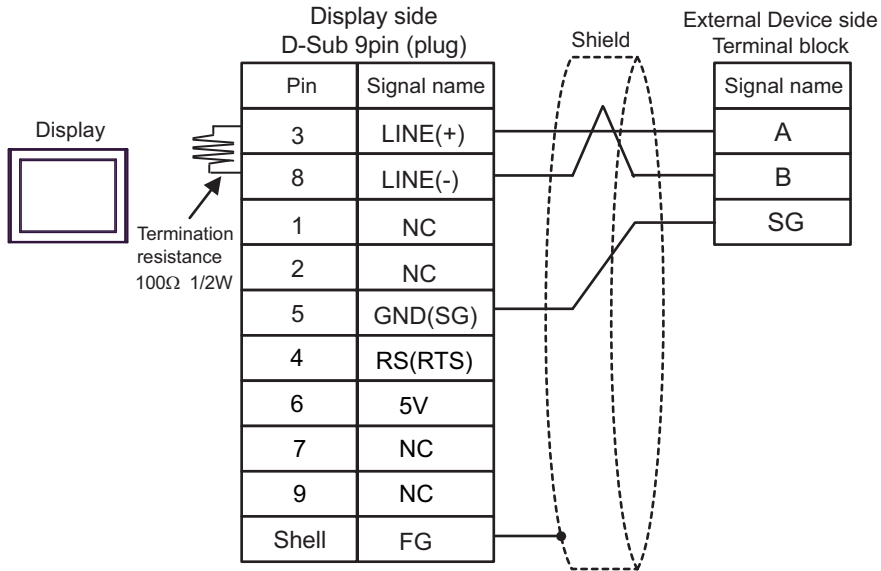 Display side
D-Sub 9pin (plug)
Shield
External Device side
Terminal block
Pin Signal name
Signal name
Display
3 LINE(+)
A
8 LINE(-)
B
1 NC
SG
Termination
resistance
100Ω 1/2W
2 NC
5 GND(SG)
4 RS(RTS)
6 5V
7 NC
9 NC
Shell FG